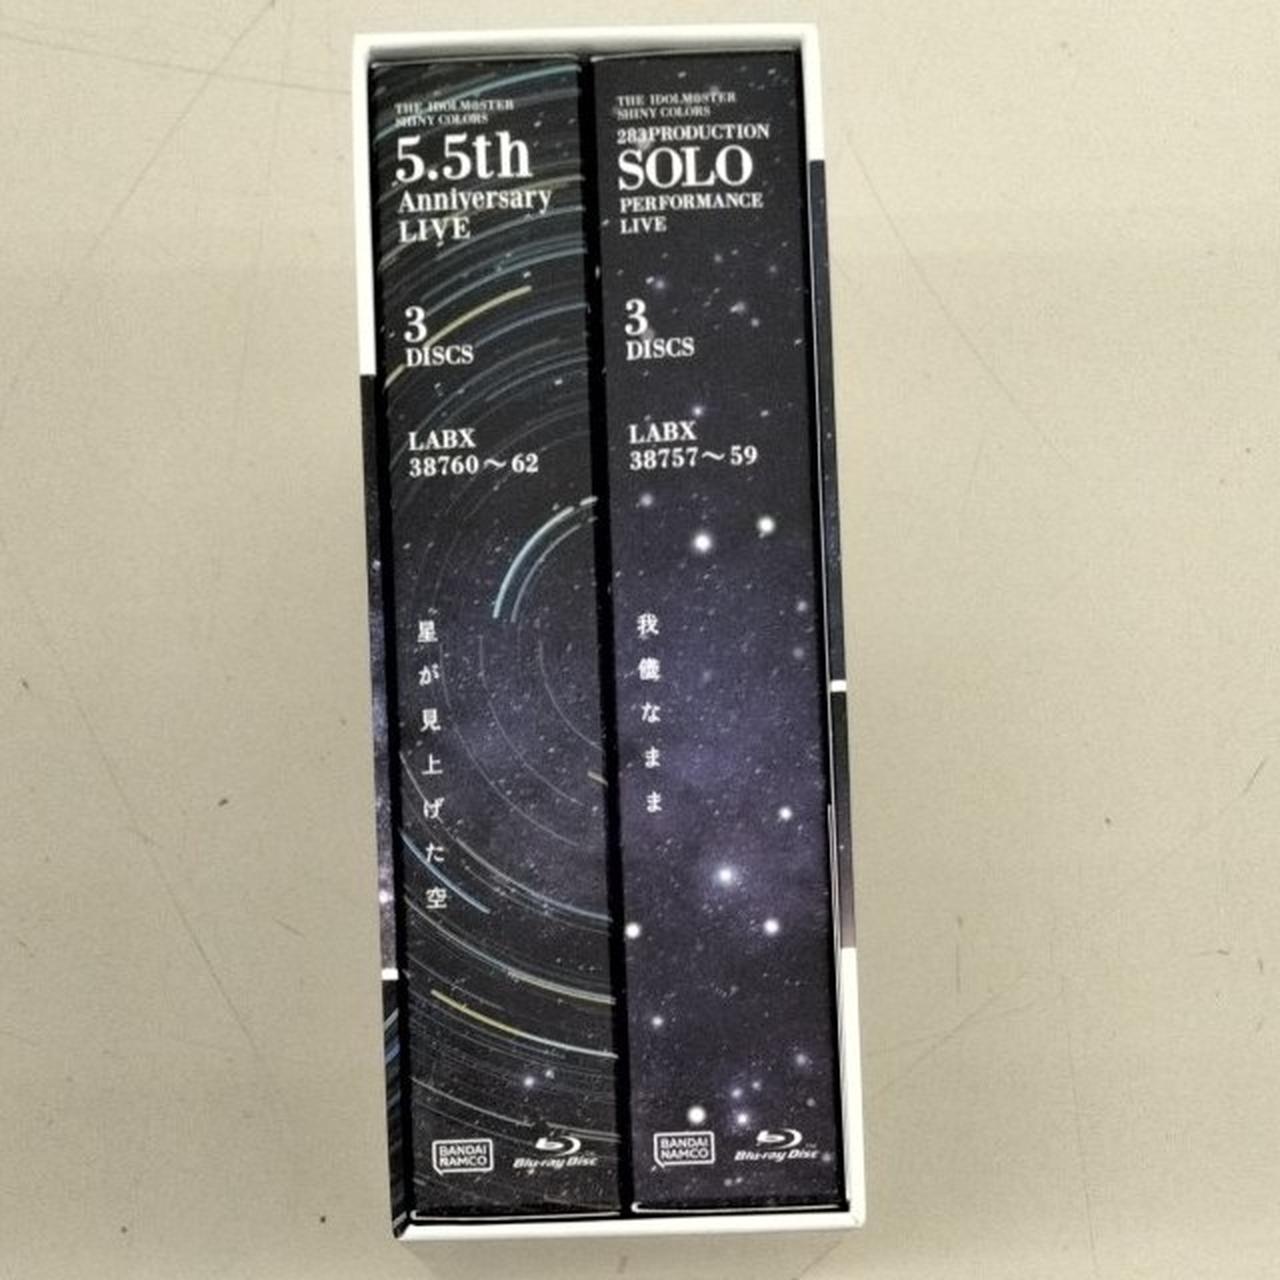 THE IDOLM@STER
SHINY COLORS
5.5th
Anniversary
LIVE
3
DISCS
LABX
38760〜62
星が見上げた空
BANDAI
NAMCO
Blu-ray Disc
THE IDOLM@STER
SHINY COLORS
283PRODUCTION
SOLO
PERFORMANCE
LIVE
3
DISCS
LABX
38757〜59
我儘なまま
BANDAI
NAMCO
Blu-ray Disc